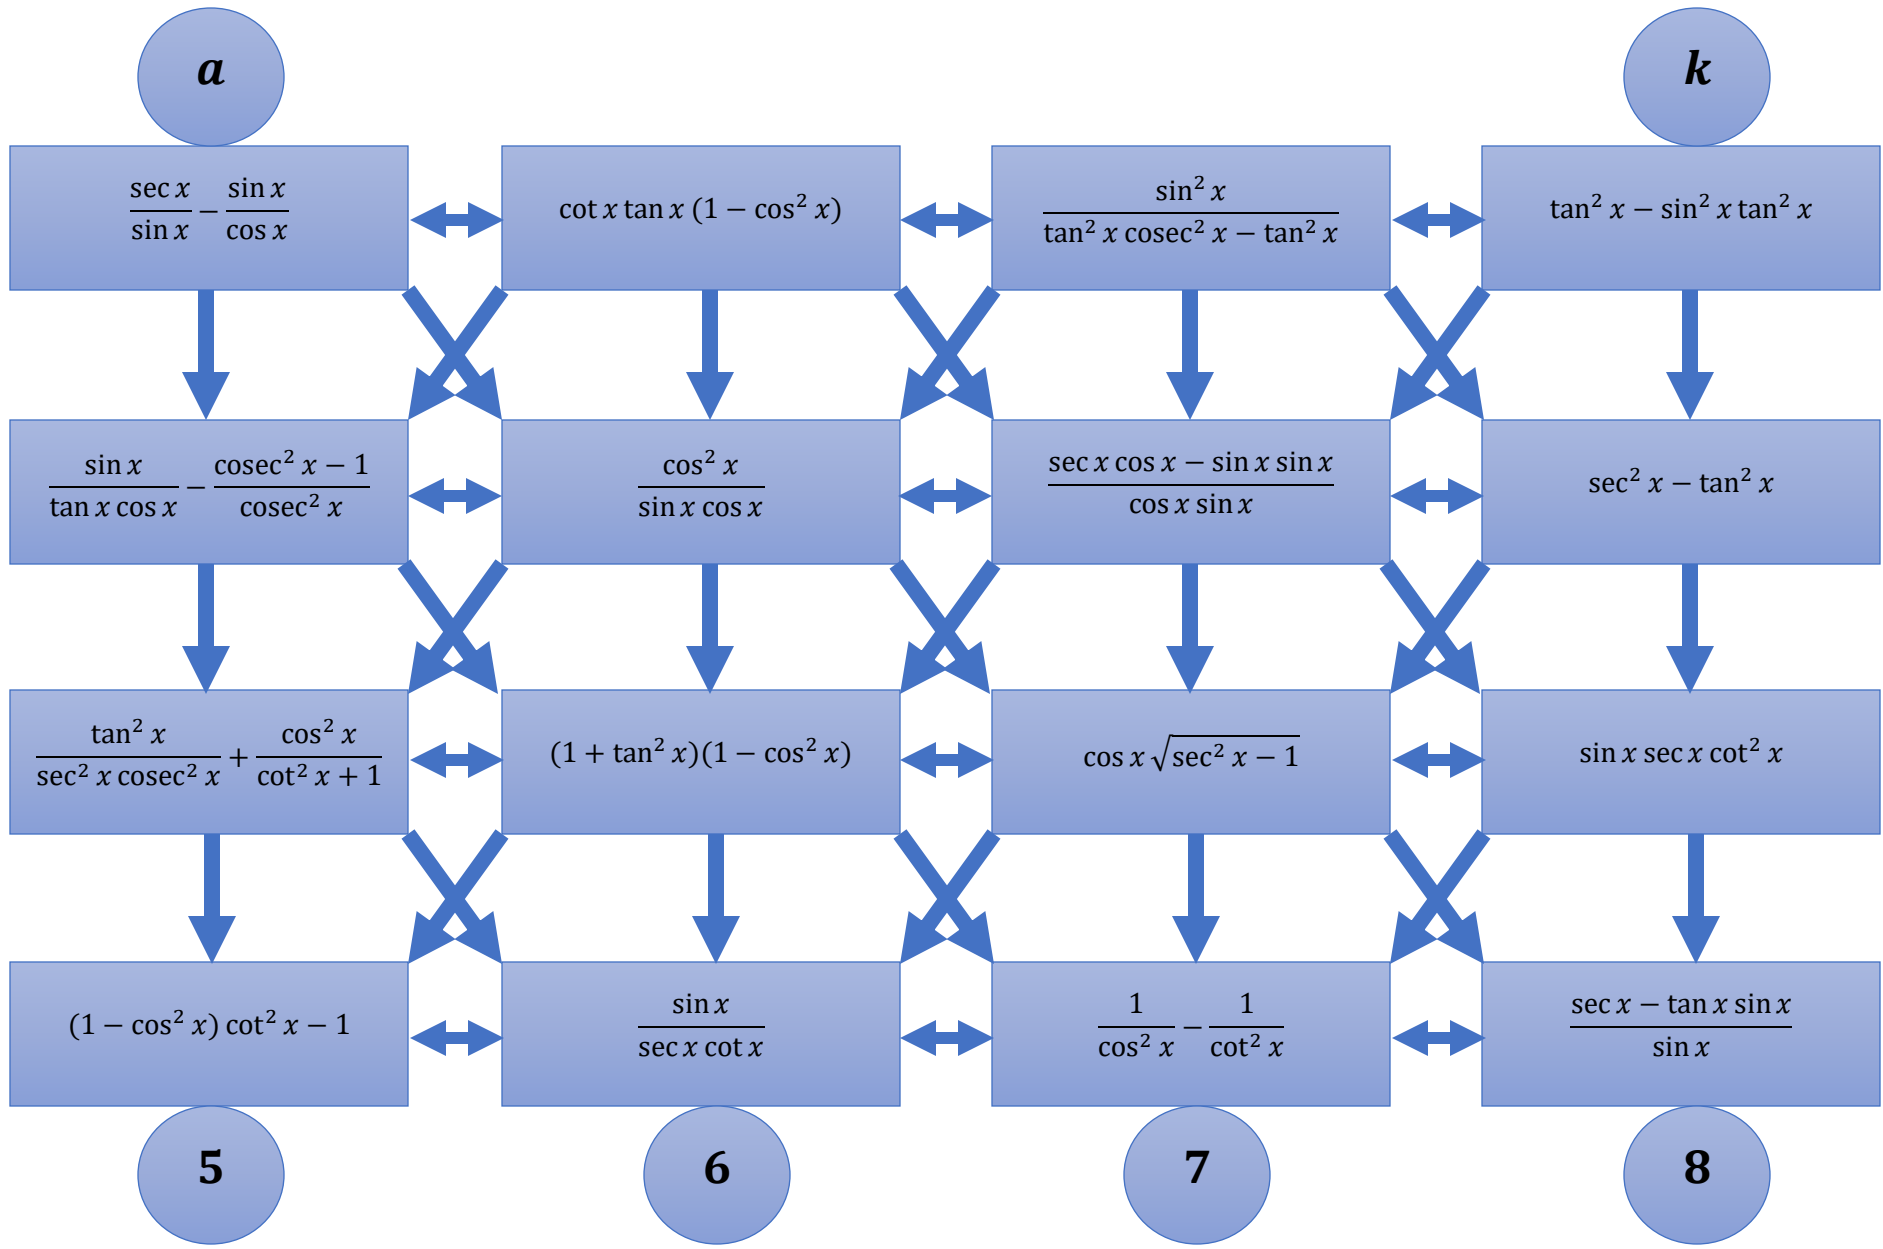 a k
sec x / sin x − sin x / cos x
cot x tan x (1 − cos² x)
sin² x / (tan² x cosec² x − tan² x)
tan² x − sin² x tan² x
sin x / (tan x cos x) − (cosec² x − 1) / cosec² x
cos² x / (sin x cos x)
(sec x cos x − sin x sin x) / (cos x sin x)
sec² x − tan² x
tan² x / (sec² x cosec² x) + cos² x / (cot² x + 1)
(1 + tan² x)(1 − cos² x)
cos x √(sec² x − 1)
sin x sec x cot² x
(1 − cos² x) cot² x − 1
sin x / (sec x cot x)
1 / cos² x − 1 / cot² x
(sec x − tan x sin x) / sin x
5 6 7 8